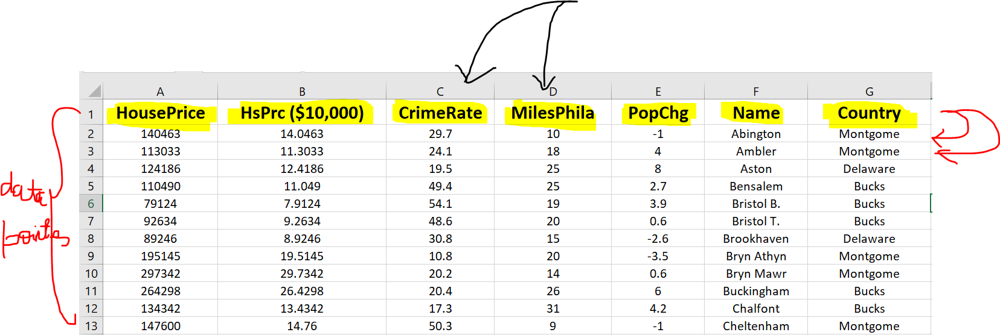 A B C D E F G
1 HousePrice HsPrc ($10,000) CrimeRate MilesPhila PopChg Name Country
2 140463 14.0463 29.7 10 -1 Abington Montgome
3 113033 11.3033 24.1 18 4 Ambler Montgome
4 124186 12.4186 19.5 25 8 Aston Delaware
5 110490 11.049 49.4 25 2.7 Bensalem Bucks
6 79124 7.9124 54.1 19 3.9 Bristol B. Bucks
7 92634 9.2634 48.6 20 0.6 Bristol T. Bucks
8 89246 8.9246 30.8 15 -2.6 Brookhaven Delaware
9 195145 19.5145 10.8 20 -3.5 Bryn Athyn Montgome
10 297342 29.7342 20.2 14 0.6 Bryn Mawr Montgome
11 264298 26.4298 20.4 26 6 Buckingham Bucks
12 134342 13.4342 17.3 31 4.2 Chalfont Bucks
13 147600 14.76 50.3 9 -1 Cheltenham Montgome
data
points